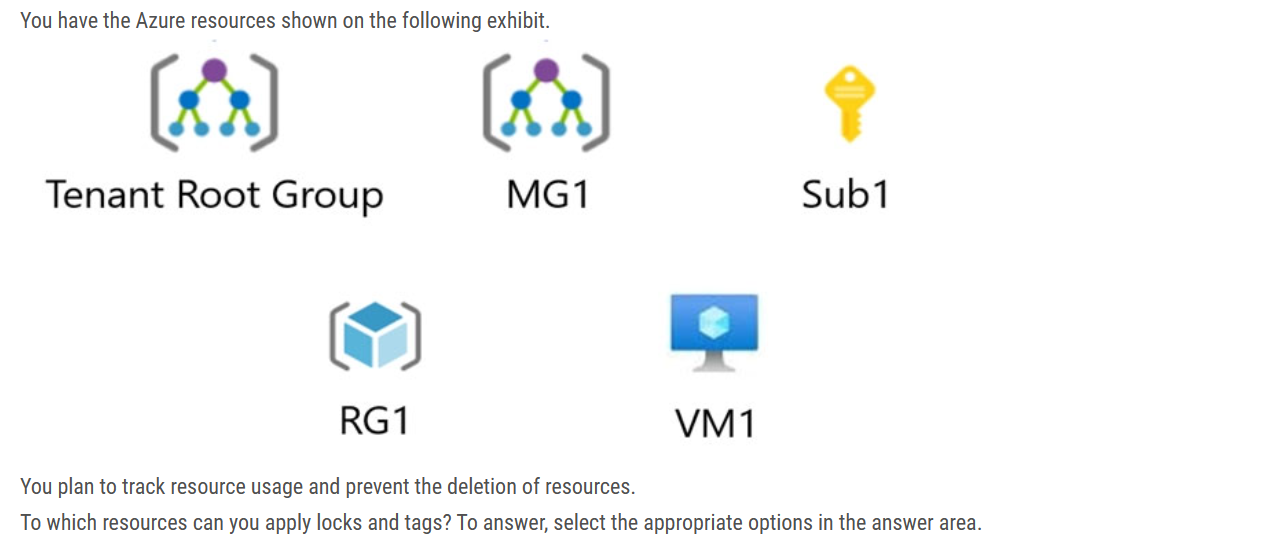 You have the Azure resources shown on the following exhibit.
Tenant Root Group
MG1
Sub1
RG1
VM1
You plan to track resource usage and prevent the deletion of resources.
To which resources can you apply locks and tags? To answer, select the appropriate options in the answer area.